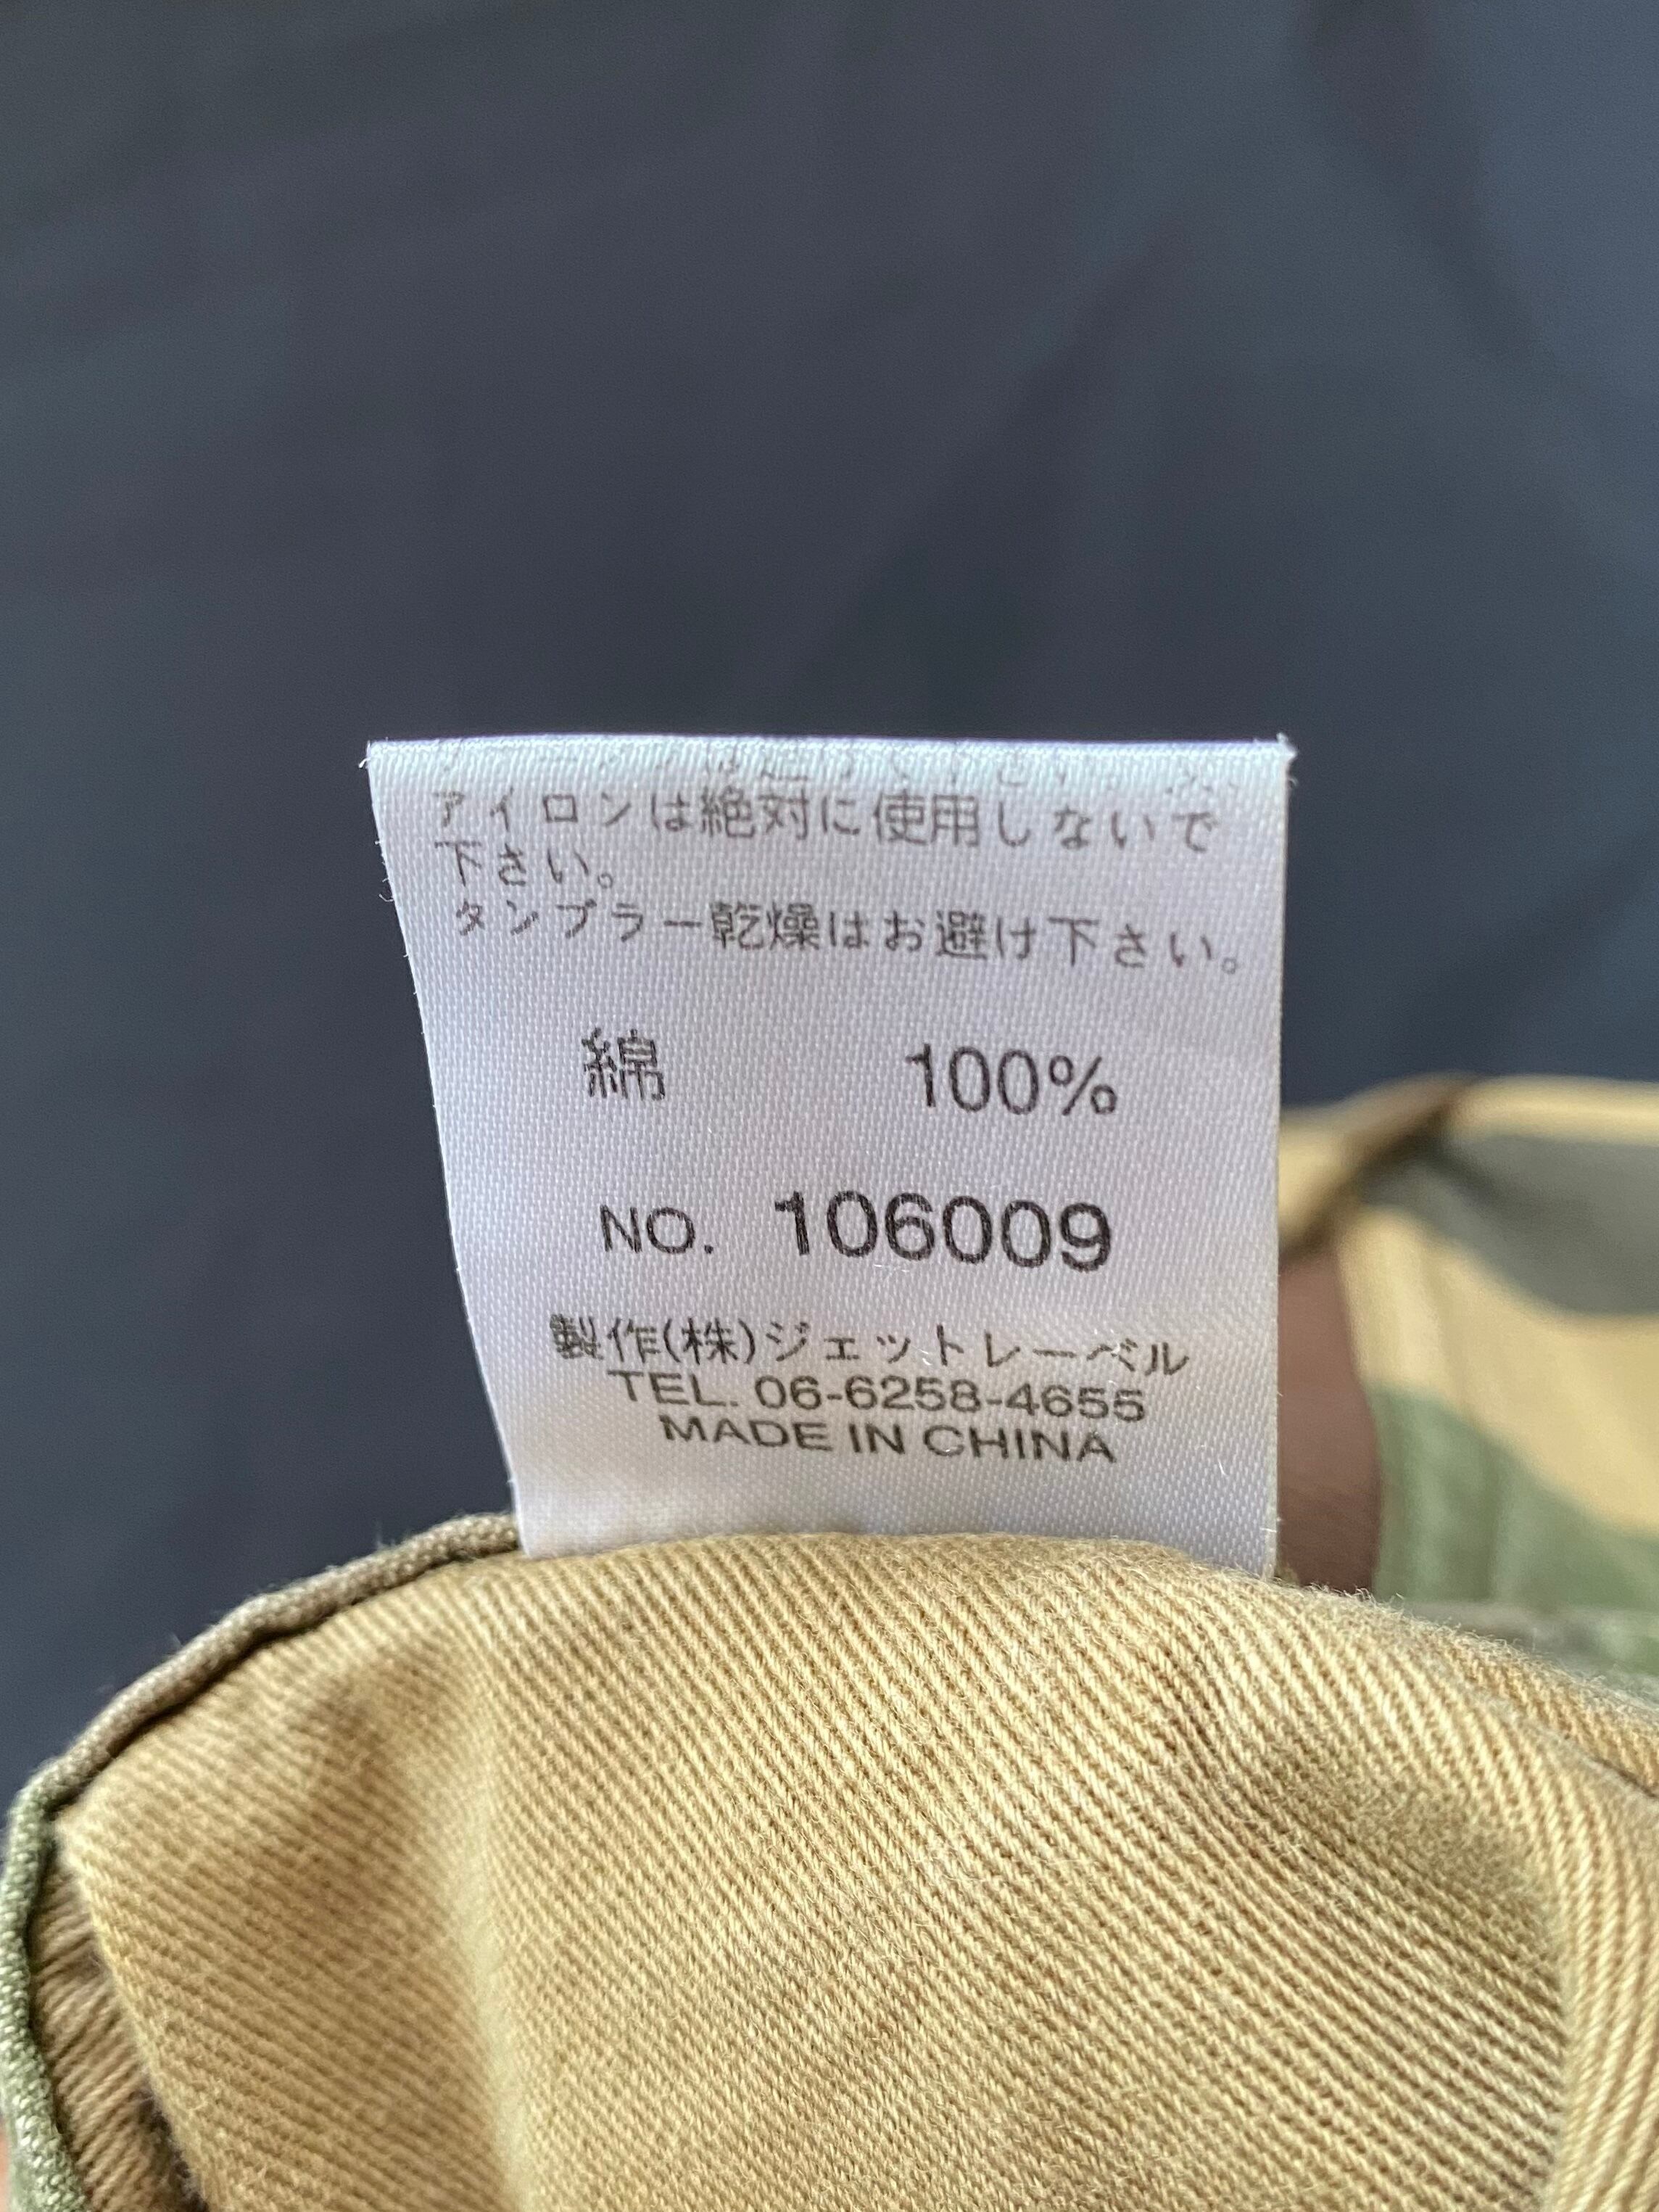 アイロンは絶対に使用しないで
下さい。
タンブラー乾燥はお避け下さい。
綿 100%
NO. 106009
製作(株)ジェットレーベル
TEL. 06-6258-4655
MADE IN CHINA